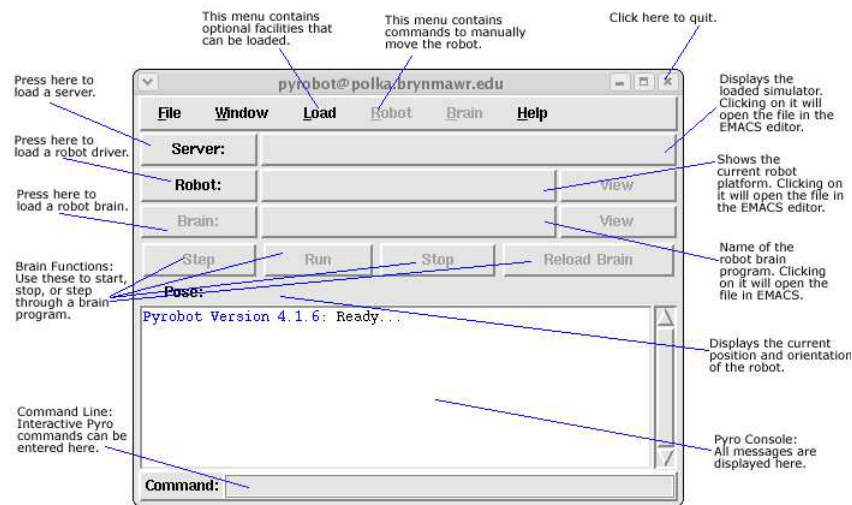 This menu contains
optional facilities that
can be loaded.
This menu contains
commands to manually
move the robot.
Click here to quit.
Press here to
load a server.
pyrobot@polka.brynmawr.edu
Displays the
loaded simulator.
Clicking on it will
open the file in the
EMACS editor.
File Window Load Robot Brain Help
Server:
Press here to
load a robot driver.
Robot: View
Shows the
current robot
platform. Clicking on
it will open the file in
the EMACS editor.
Press here to
load a robot brain.
Brain: View
Step Run Stop Reload Brain
Name of the
robot brain
program. Clicking
on it will open the
file in EMACS.
Brain Functions:
Use these to start,
stop, or step
through a brain
program.
Pose:
Pyrobot Version 4.1.6: Ready...
Displays the current
position and orientation
of the robot.
Command Line:
Interactive Pyro
commands can be
entered here.
Pyro Console:
All messages are
displayed here.
Command: